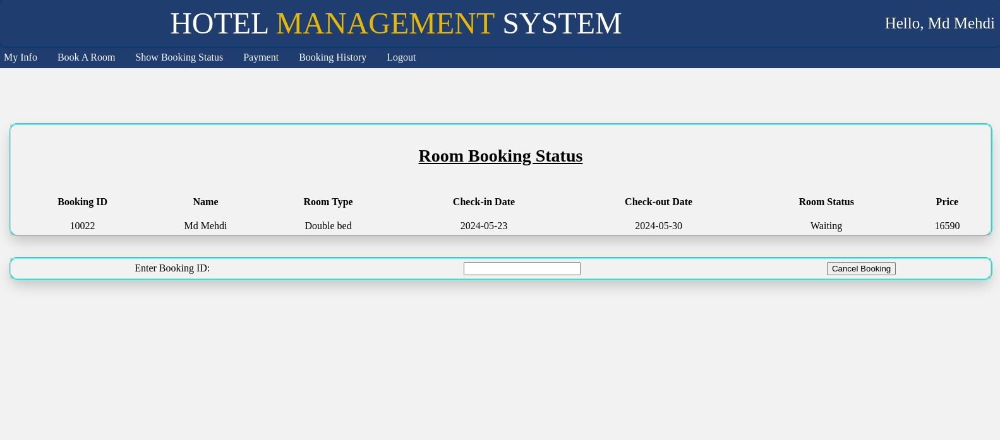 HOTEL MANAGEMENT SYSTEM
Hello, Md Mehdi
My Info Book A Room Show Booking Status Payment Booking History Logout
Room Booking Status
Booking ID Name Room Type Check-in Date Check-out Date Room Status Price
10022 Md Mehdi Double bed 2024-05-23 2024-05-30 Waiting 16590
Enter Booking ID: Cancel Booking